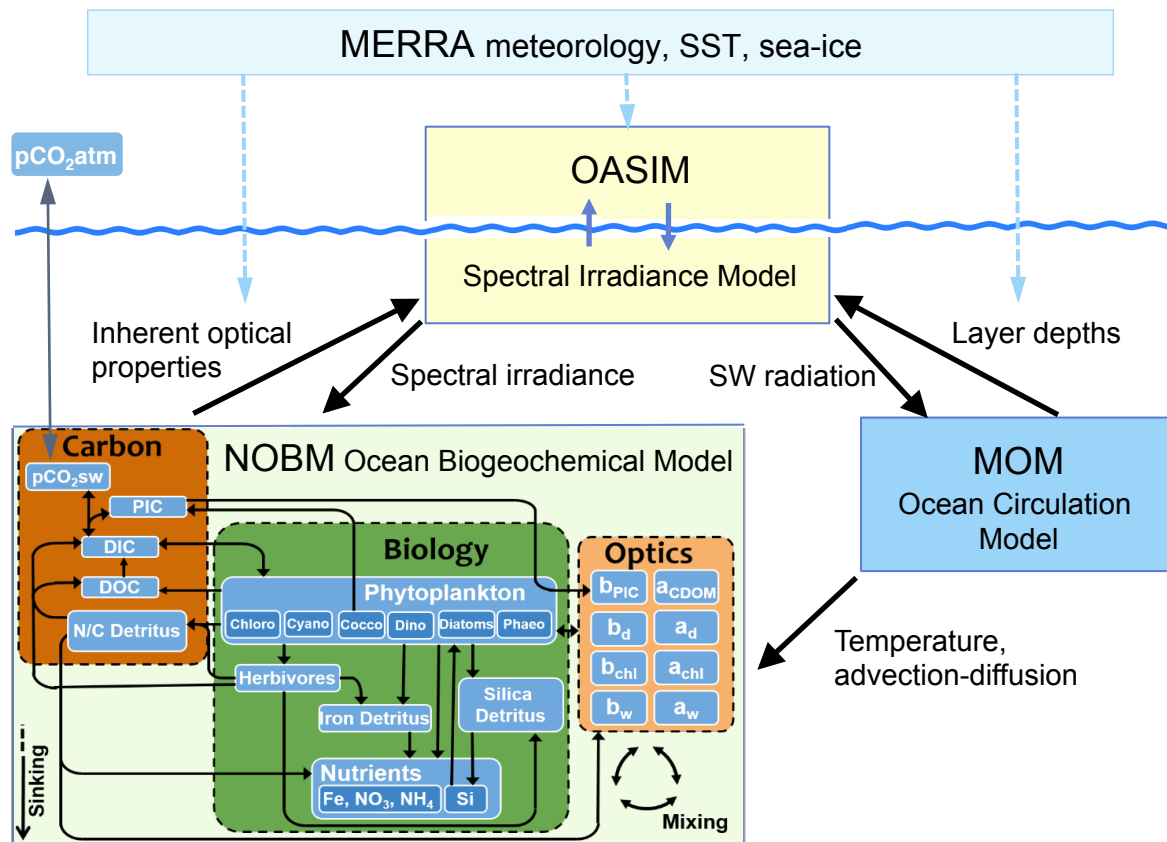 MERRA meteorology, SST, sea-ice
pCO₂atm
OASIM
Spectral Irradiance Model
Inherent optical
properties
Spectral irradiance
SW radiation
Layer depths
NOBM Ocean Biogeochemical Model
MOM
Ocean Circulation
Model
Temperature,
advection-diffusion
Carbon
pCO₂sw
PIC
DIC
DOC
N/C Detritus
Biology
Phytoplankton
Chloro Cyano Cocco Dino Diatoms Phaeo
Herbivores
Iron Detritus
Silica
Detritus
Nutrients
Fe, NO₃, NH₄ Si
Optics
bPIC aCDOM
bd ad
bchl achl
bw aw
Mixing
Sinking